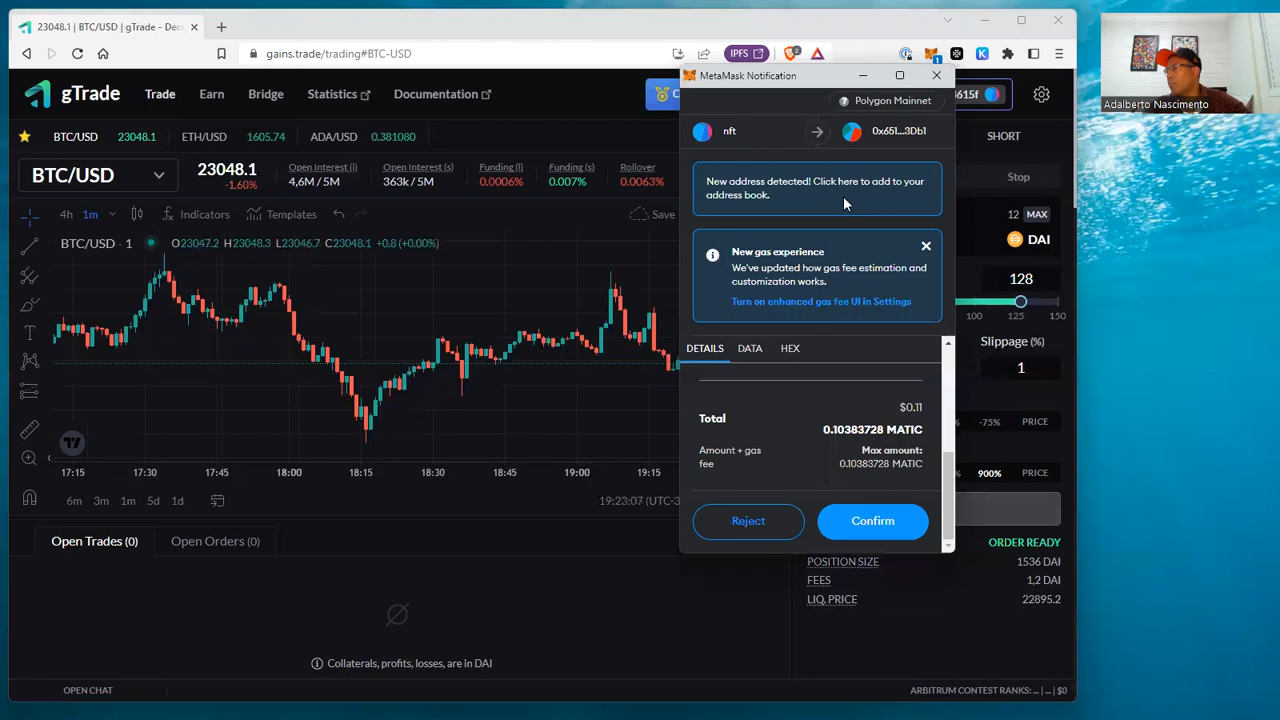 23048.1 | BTC/USD | gTrade - Dec
gains.trade/trading#BTC-USD
IPFS
2
1
gTrade
Trade
Earn
Bridge
Statistics
Documentation
615f
BTC/USD 23048.1
ETH/USD 1605.74
ADA/USD 0.381080
BTC/USD
23048.1
-1.60%
Open Interest (l)
4,6M / 5M
Open Interest (s)
363k / 5M
Funding (l)
0.0006%
Funding (s)
0.007%
Rollover
0.0063%
4h
1m
Indicators
Templates
Save
BTC/USD · 1
O23047.2 H23048.3 L23046.7 C23048.1 +0.8 (+0.00%)
17:15 17:30 17:45 18:00 18:15 18:30 18:45 19:00 19:15
6m 3m 1m 5d 1d
19:23:07 (UTC-3
Open Trades (0)
Open Orders (0)
Collaterals, profits, losses, are in DAI
OPEN CHAT
MetaMask Notification
Polygon Mainnet
nft
0x651...3Db1
New address detected! Click here to add to your
address book.
New gas experience
We've updated how gas fee estimation and
customization works.
Turn on enhanced gas fee UI in Settings
DETAILS
DATA
HEX
$0.11
Total
0.10383728 MATIC
Amount + gas
fee
Max amount:
0.10383728 MATIC
Reject
Confirm
SHORT
Stop
12 MAX
DAI
128
100 125 150
Slippage (%)
1
% -75% PRICE
900% PRICE
ORDER READY
POSITION SIZE 1536 DAI
FEES 1,2 DAI
LIQ. PRICE 22895.2
ARBITRUM CONTEST RANKS: ... | ... | $0
Adalberto Nascimento